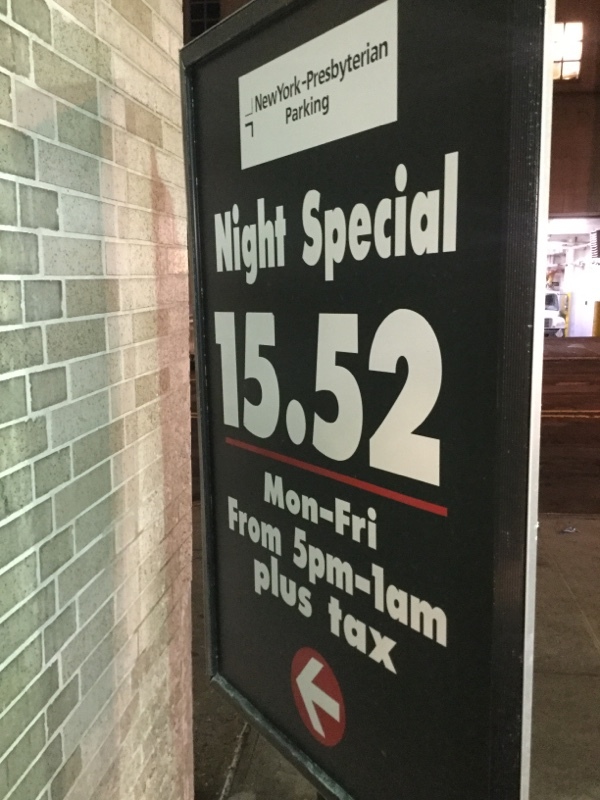 NewYork-Presbyterian
Parking
Night Special
15.52
Mon-Fri
From 5pm-1am
plus tax